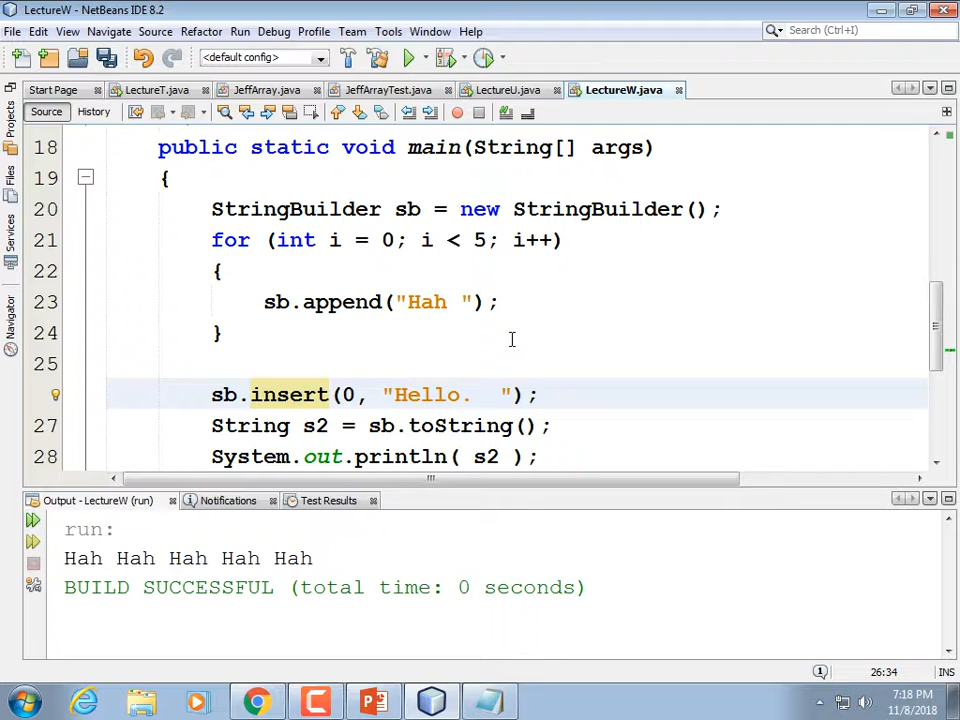 LectureW - NetBeans IDE 8.2
File Edit View Navigate Source Refactor Run Debug Profile Team Tools Window Help
Search (Ctrl+I)
<default config>
Start Page LectureT.java JeffArray.java JeffArrayTest.java LectureU.java LectureW.java
Source History
Projects
Files
Services
Navigator
18 public static void main(String[] args)
19 {
20 StringBuilder sb = new StringBuilder();
21 for (int i = 0; i < 5; i++)
22 {
23 sb.append("Hah ");
24 }
25
sb.insert(0, "Hello.  ");
27 String s2 = sb.toString();
28 System.out.println( s2 );
Output - LectureW (run) Notifications Test Results
run:
Hah Hah Hah Hah Hah
BUILD SUCCESSFUL (total time: 0 seconds)
1 26:34 INS
7:18 PM
11/8/2018